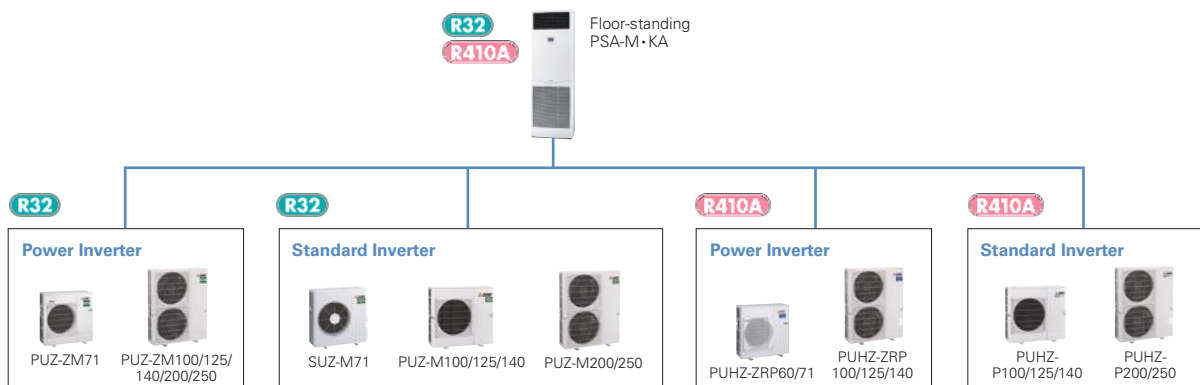 R32
R410A
Floor-standing
PSA-M•KA
R32
R32
R410A
R410A
Power Inverter
PUZ-ZM71
PUZ-ZM100/125/
140/200/250
Standard Inverter
SUZ-M71
PUZ-M100/125/140
PUZ-M200/250
Power Inverter
PUHZ-ZRP60/71
PUHZ-ZRP
100/125/140
Standard Inverter
PUHZ-
P100/125/140
PUHZ-
P200/250